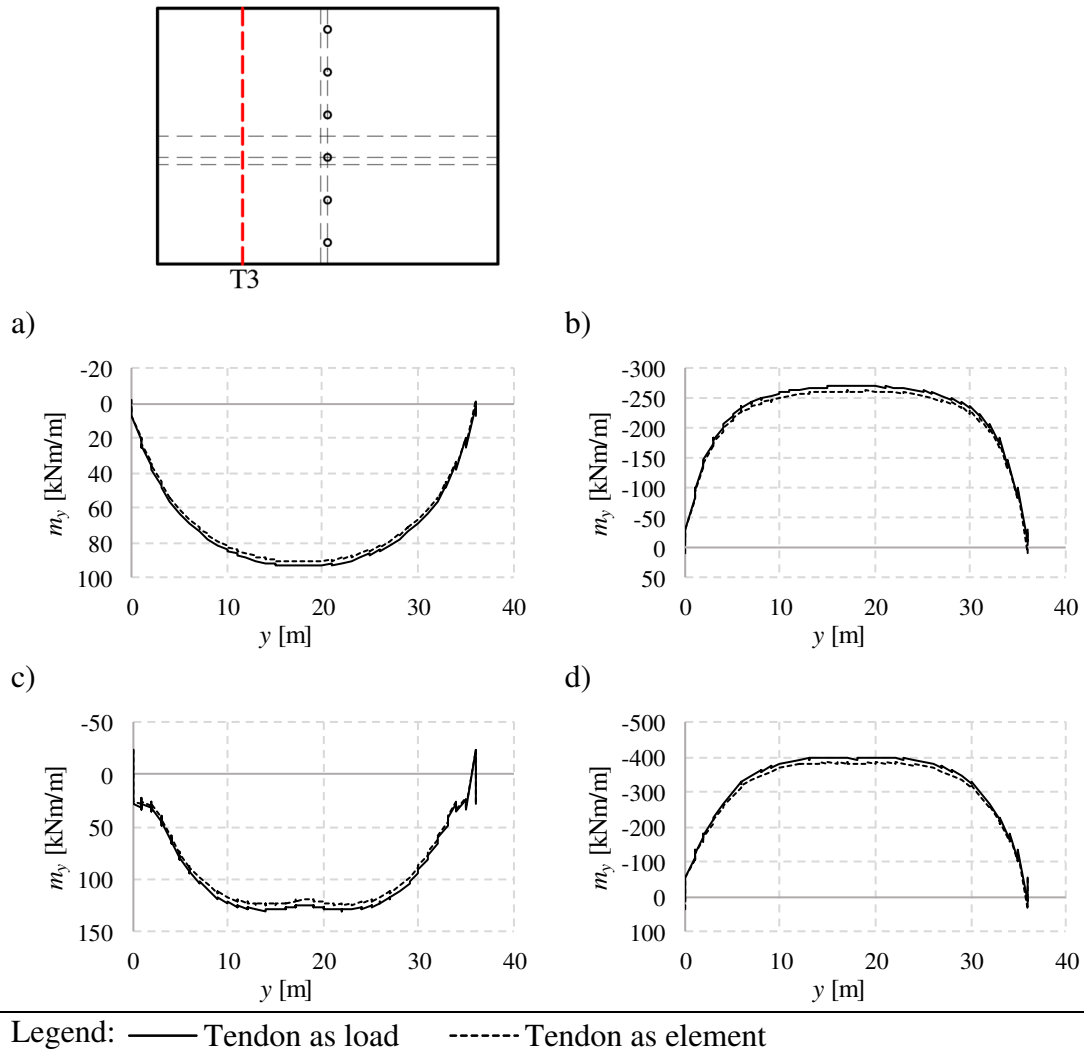 T3
a)
b)
-20
0
20
40
60
80
100
m_y [kNm/m]
0 10 20 30 40
y [m]
-300
-250
-200
-150
-100
-50
0
50
m_y [kNm/m]
0 10 20 30 40
y [m]
c)
d)
-50
0
50
100
150
m_y [kNm/m]
0 10 20 30 40
y [m]
-500
-400
-300
-200
-100
0
100
m_y [kNm/m]
0 10 20 30 40
y [m]
Legend: Tendon as load Tendon as element